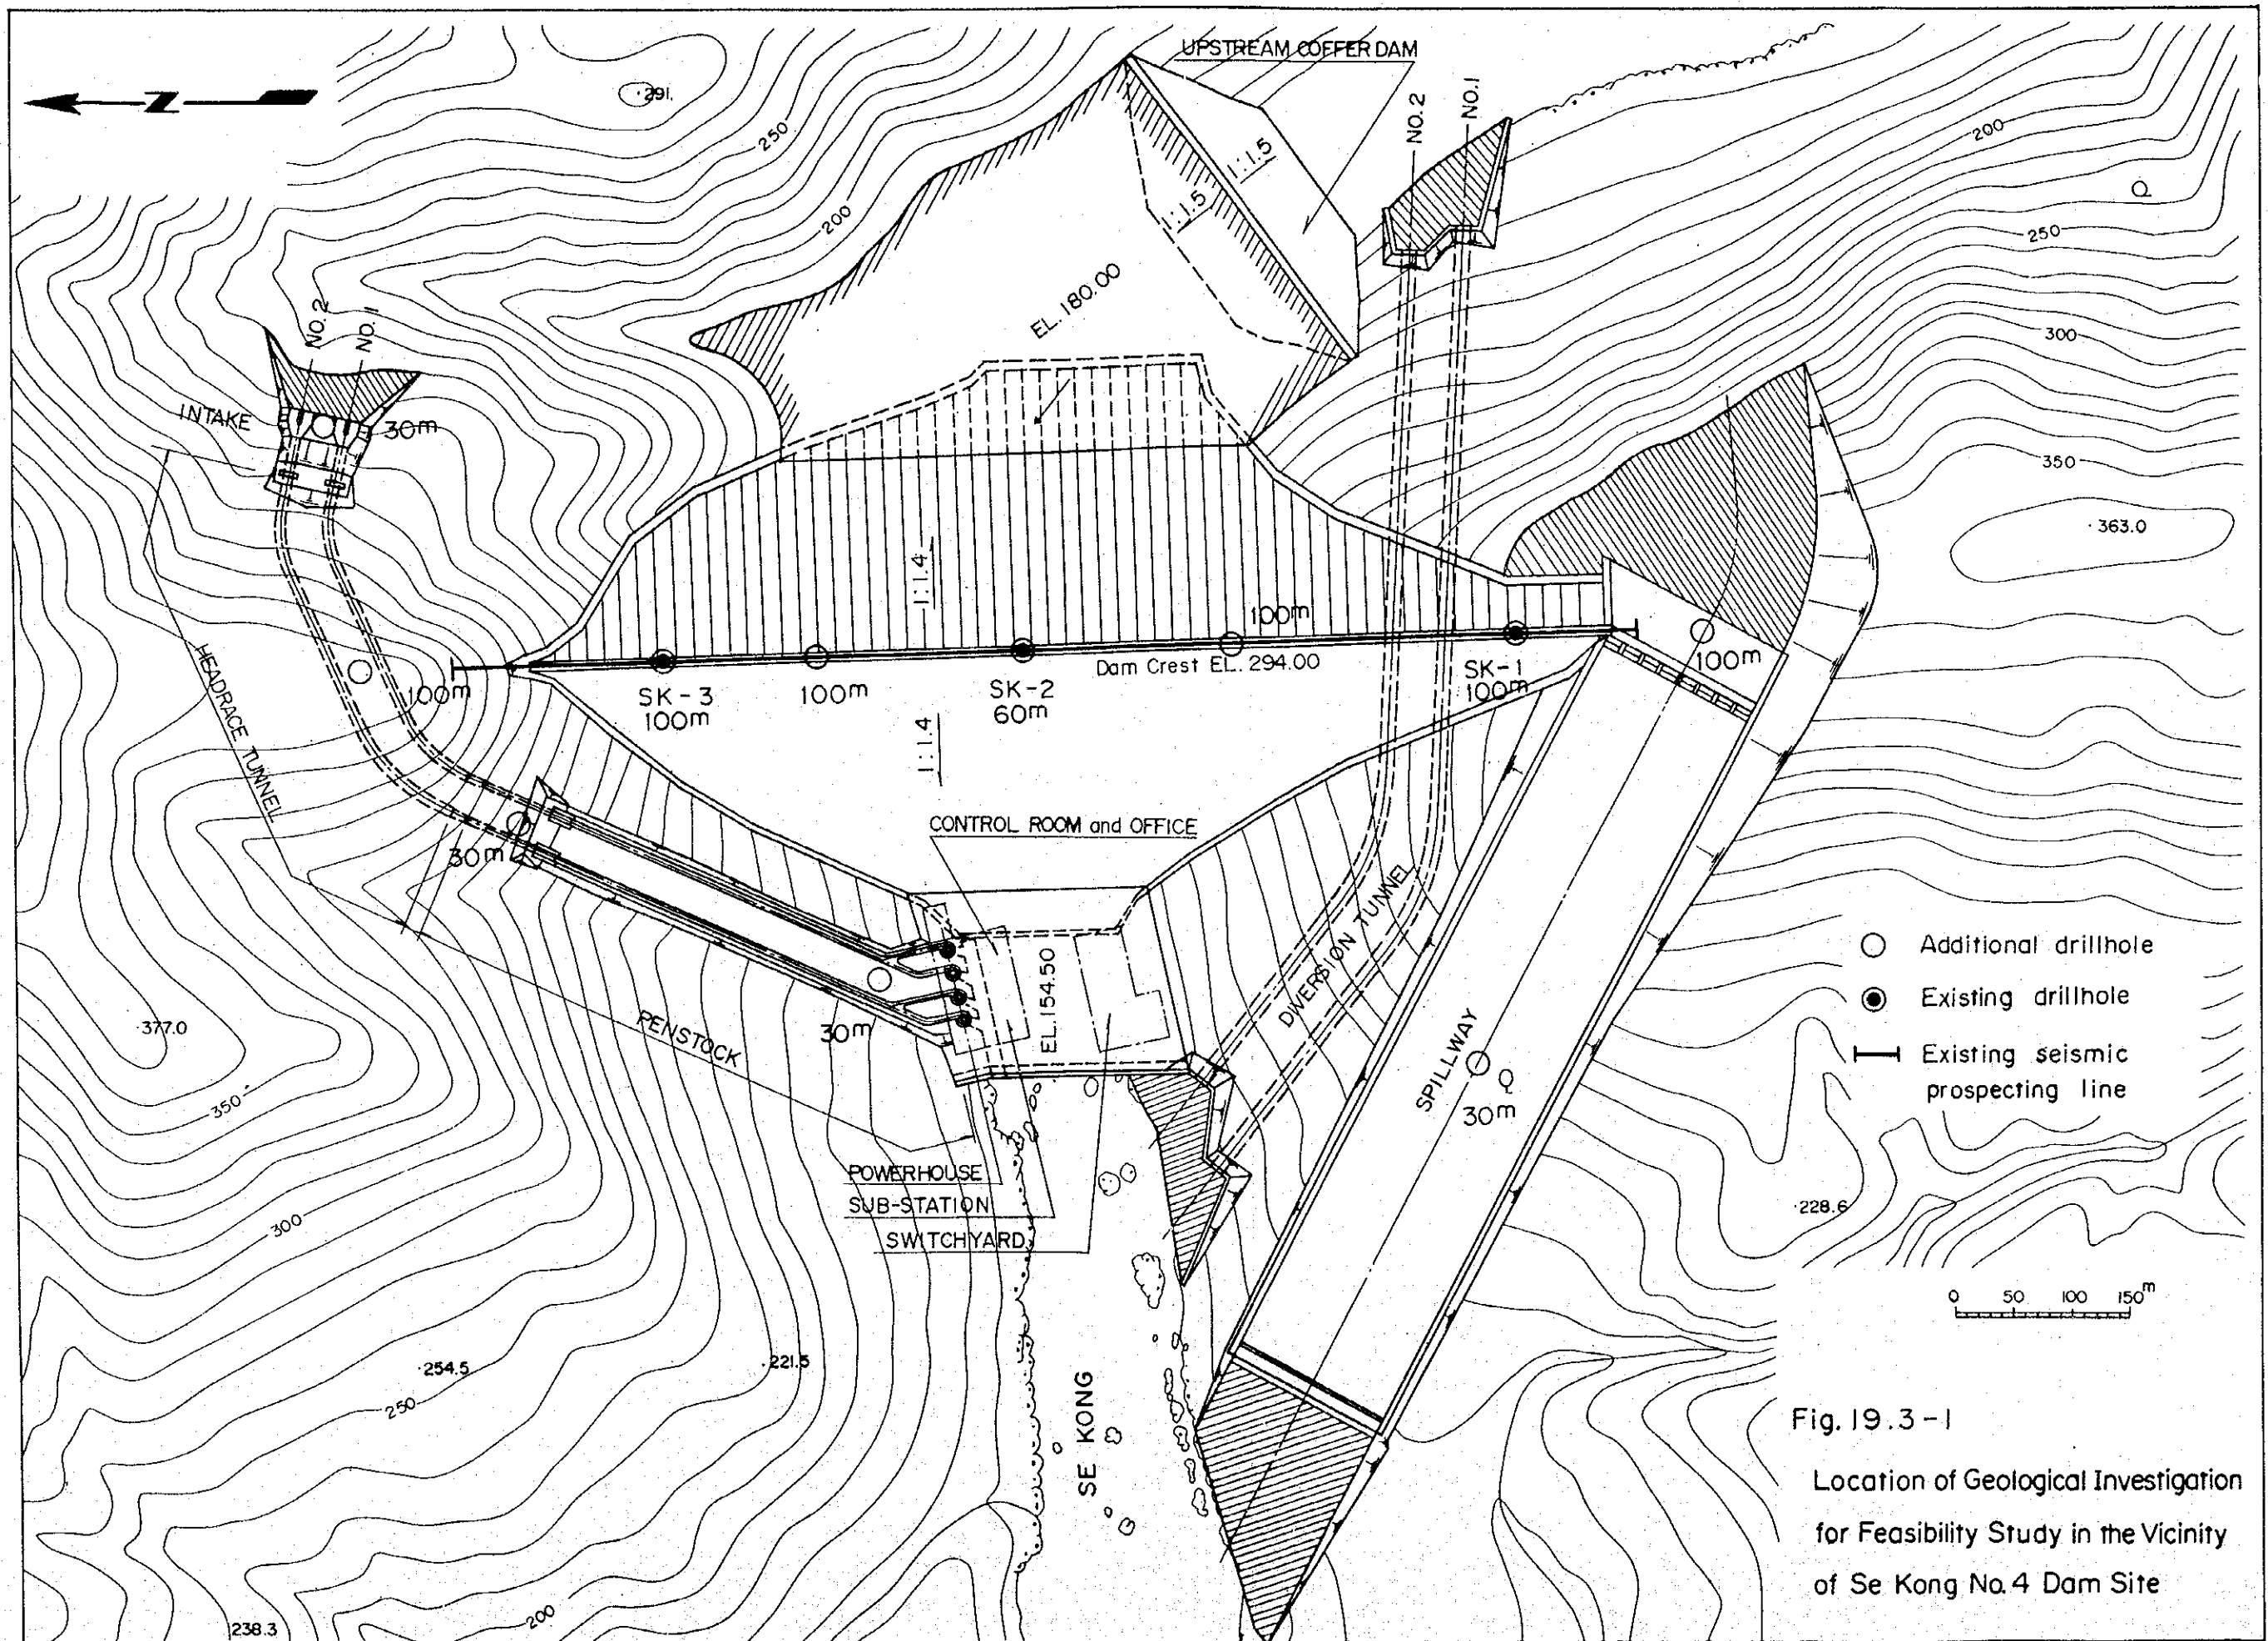 UPSTREAM COFFER DAM
N
291.
250
200
NO.2
NO.1
1:1.5
1:1.5
200
Q
250
EL.180.00
300
NO. 2
NO. 1
INTAKE
30m
350
363.0
1:1.4
100m
Dam Crest EL. 294.00
SK-1
100m
100m
100m
SK-3
100m
100m
SK-2
60m
HEADRACE TUNNEL
1:1.4
CONTROL ROOM and OFFICE
30m
DIVERSION TUNNEL
Additional drillhole
Existing drillhole
Existing seismic
prospecting line
EL.154.50
377.0
PENSTOCK
30m
SPILLWAY
Q
30m
350
POWERHOUSE
SUB-STATION
SWITCHYARD
228.6
300
0 50 100 150m
254.5
221.5
250
SE KONG
Fig. 19.3-1
Location of Geological Investigation
for Feasibility Study in the Vicinity
of Se Kong No.4 Dam Site
200
238.3